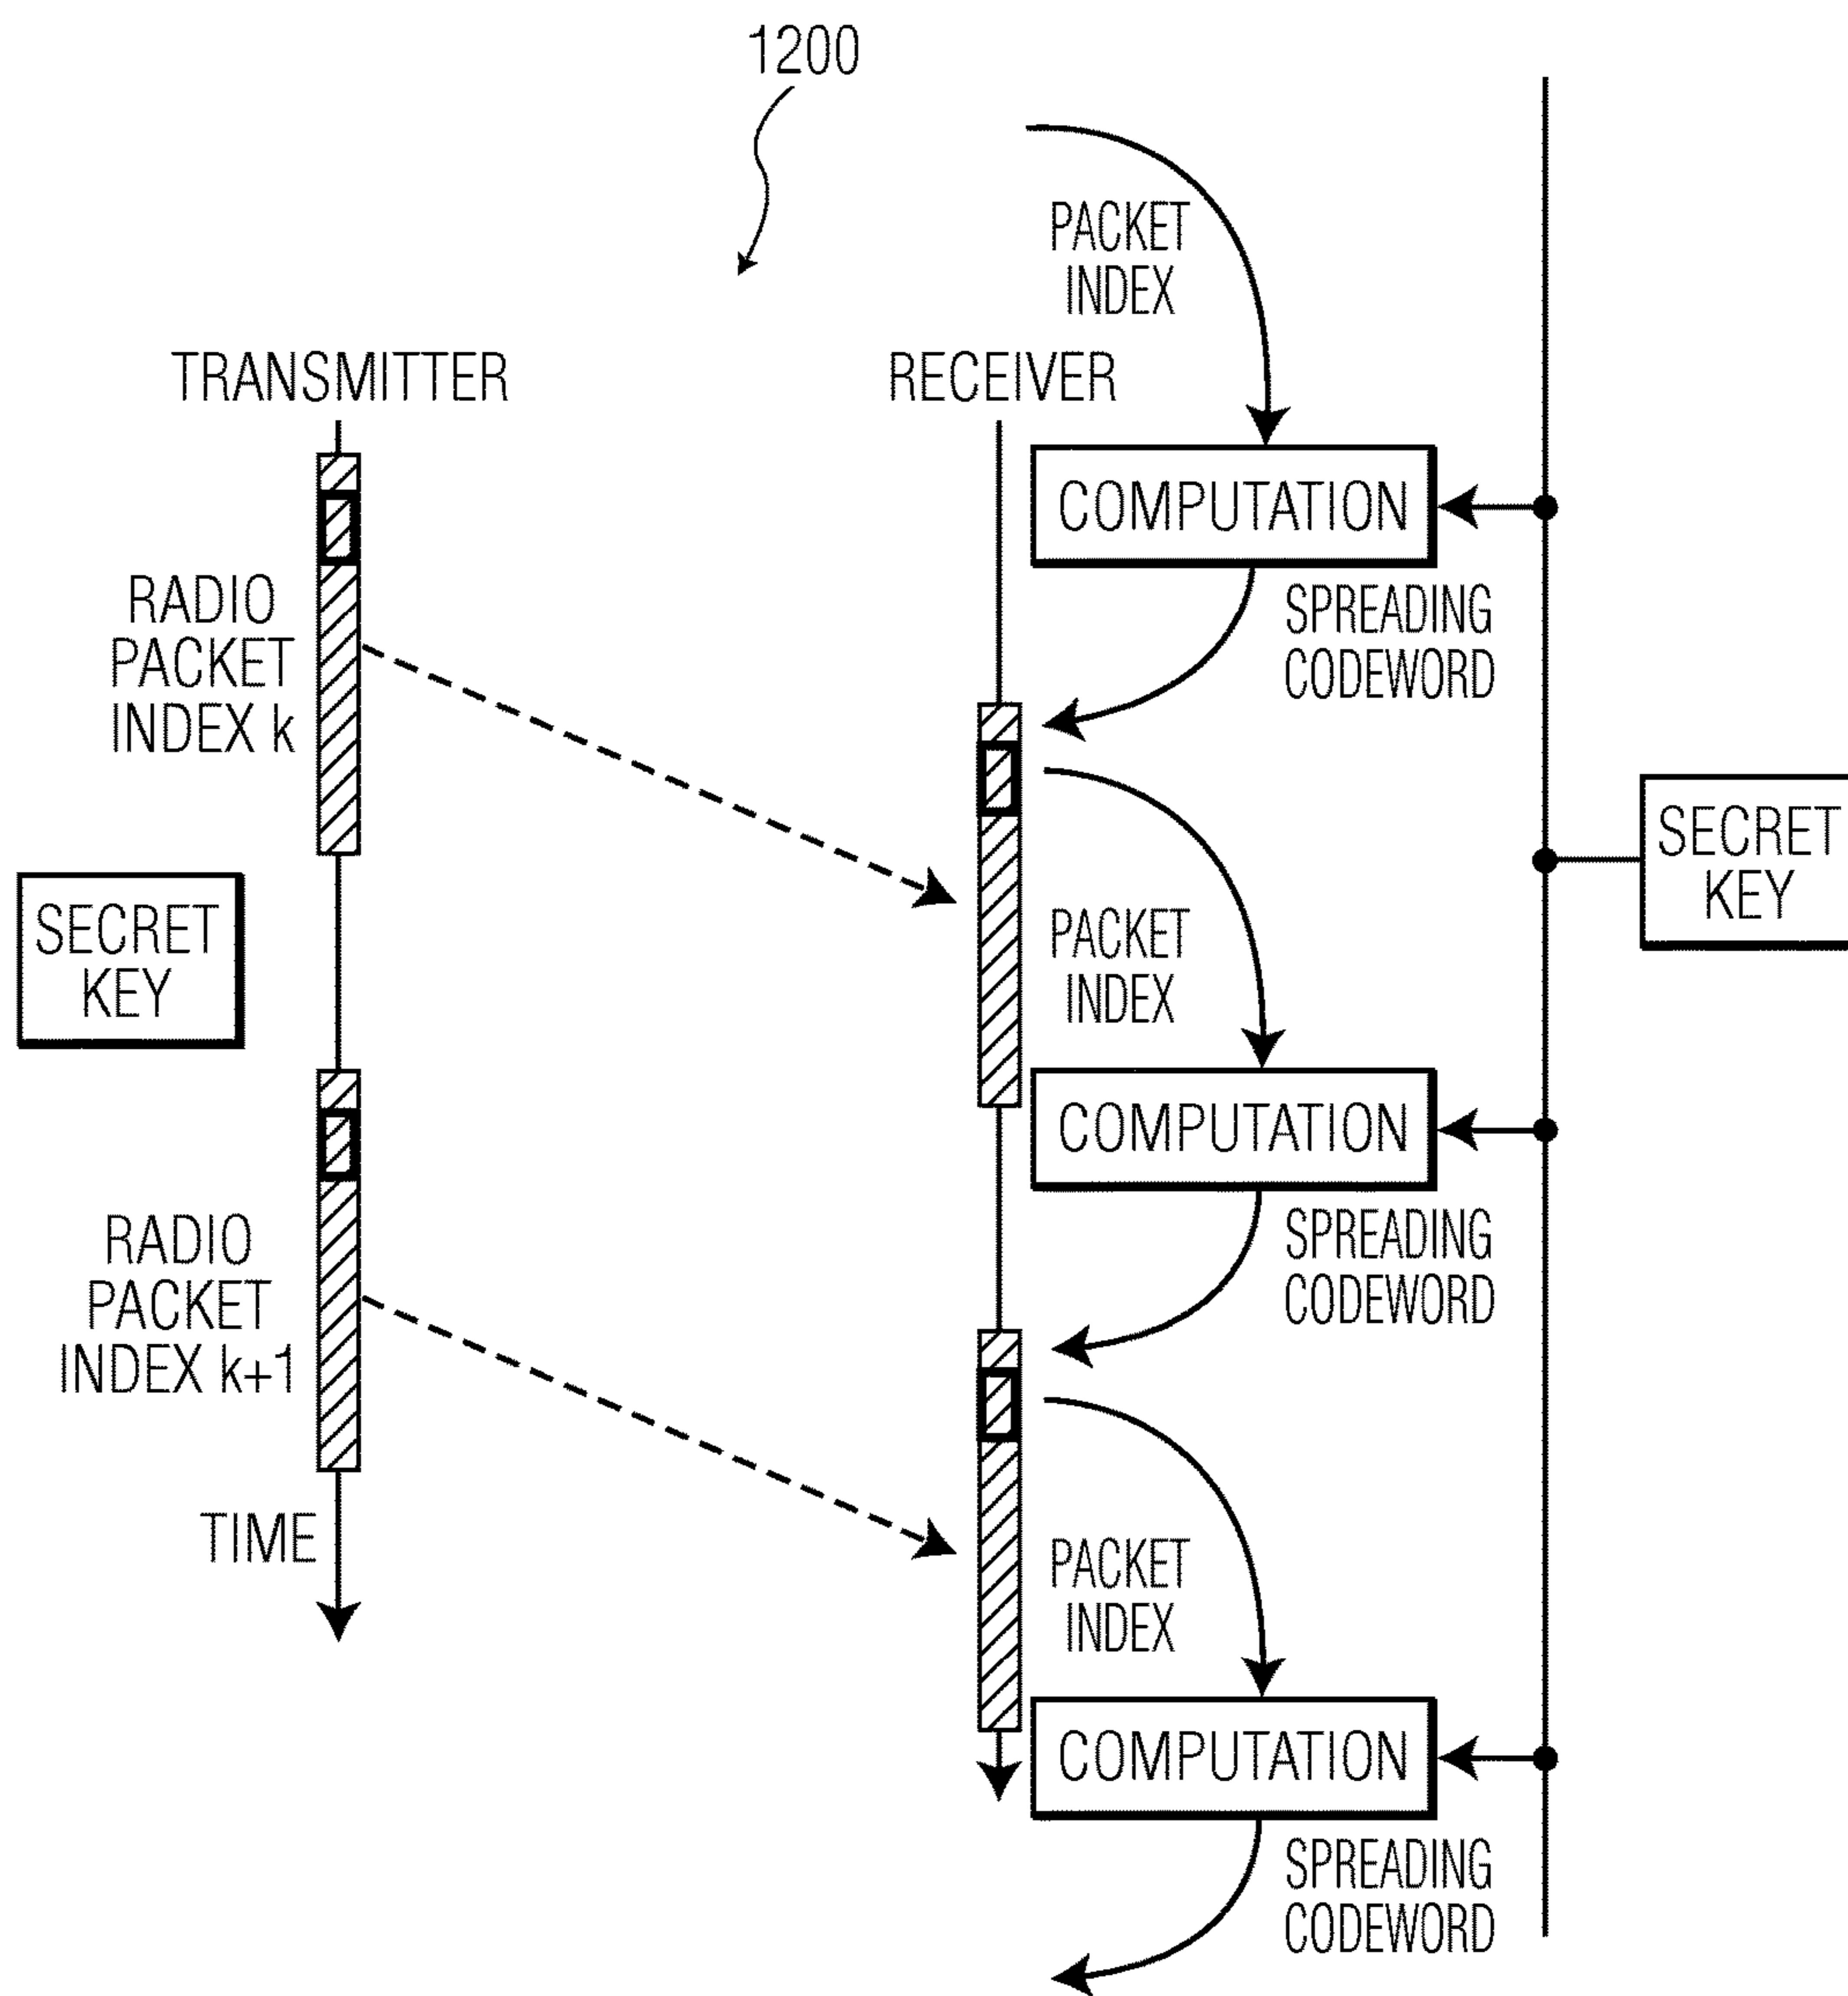 1200
PACKET
INDEX
TRANSMITTER
RECEIVER
COMPUTATION
RADIO
PACKET
INDEX k
SPREADING
CODEWORD
SECRET
KEY
SECRET
KEY
PACKET
INDEX
COMPUTATION
RADIO
PACKET
INDEX k+1
SPREADING
CODEWORD
TIME
PACKET
INDEX
COMPUTATION
SPREADING
CODEWORD